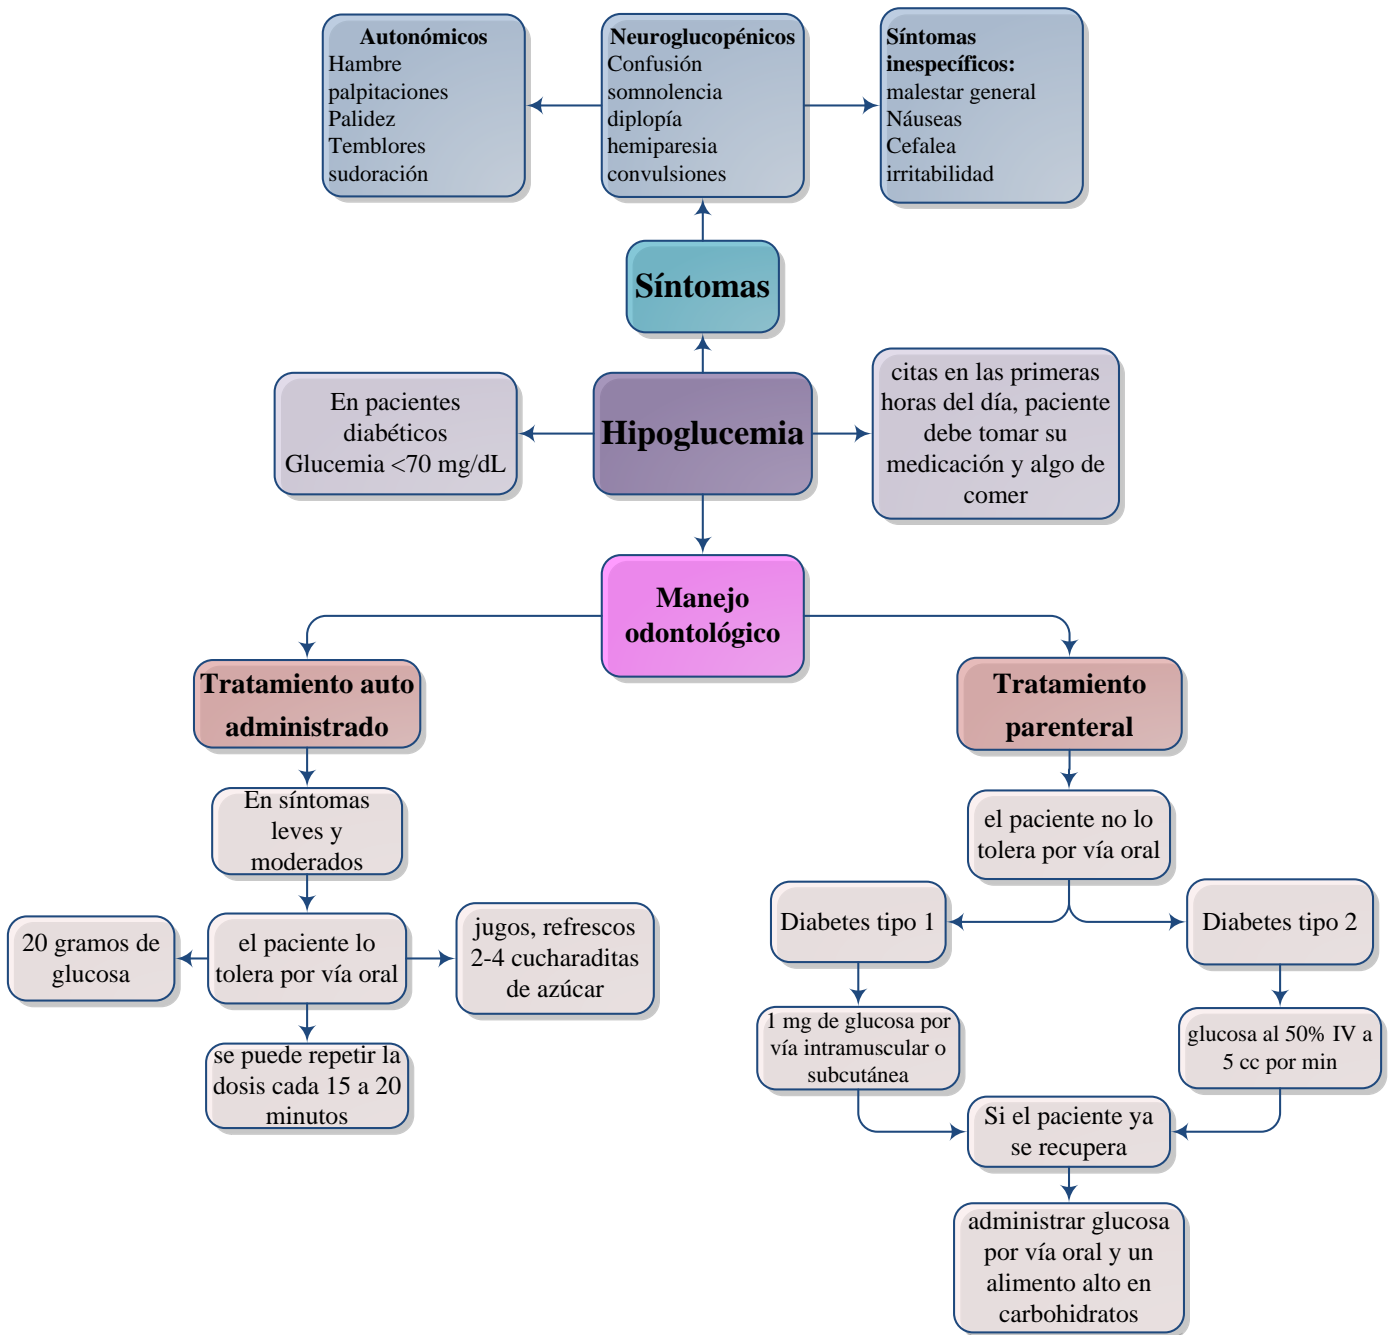 Autonómicos
Hambre
palpitaciones
Palidez
Temblores
sudoración
Neuroglucopénicos
Confusión
somnolencia
diplopía
hemiparesia
convulsiones
Síntomas
inespecíficos:
malestar general
Náuseas
Cefalea
irritabilidad
Síntomas
En pacientes
diabéticos
Glucemia <70 mg/dL
Hipoglucemia
citas en las primeras
horas del día, paciente
debe tomar su
medicación y algo de
comer
Manejo
odontológico
Tratamiento auto
administrado
En síntomas
leves y
moderados
20 gramos de
glucosa
el paciente lo
tolera por vía oral
jugos, refrescos
2-4 cucharaditas
de azúcar
se puede repetir la
dosis cada 15 a 20
minutos
Tratamiento
parenteral
el paciente no lo
tolera por vía oral
Diabetes tipo 1
Diabetes tipo 2
1 mg de glucosa por
vía intramuscular o
subcutánea
glucosa al 50% IV a
5 cc por min
Si el paciente ya
se recupera
administrar glucosa
por vía oral y un
alimento alto en
carbohidratos